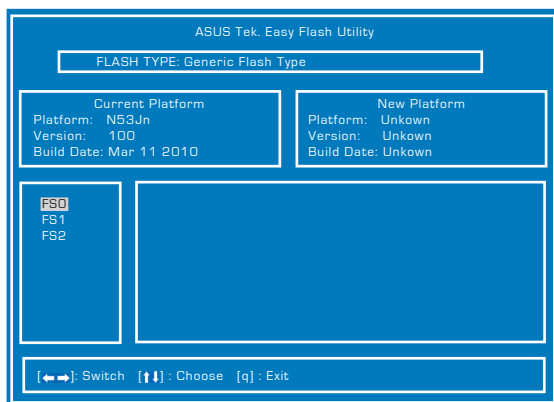 ASUS Tek. Easy Flash Utility
FLASH TYPE: Generic Flash Type
Current Platform
Platform: N53Jn
Version: 100
Build Date: Mar 11 2010
New Platform
Platform: Unkown
Version: Unkown
Build Date: Unkown
FS0
FS1
FS2
[←→]: Switch [↑↓] : Choose [q] : Exit